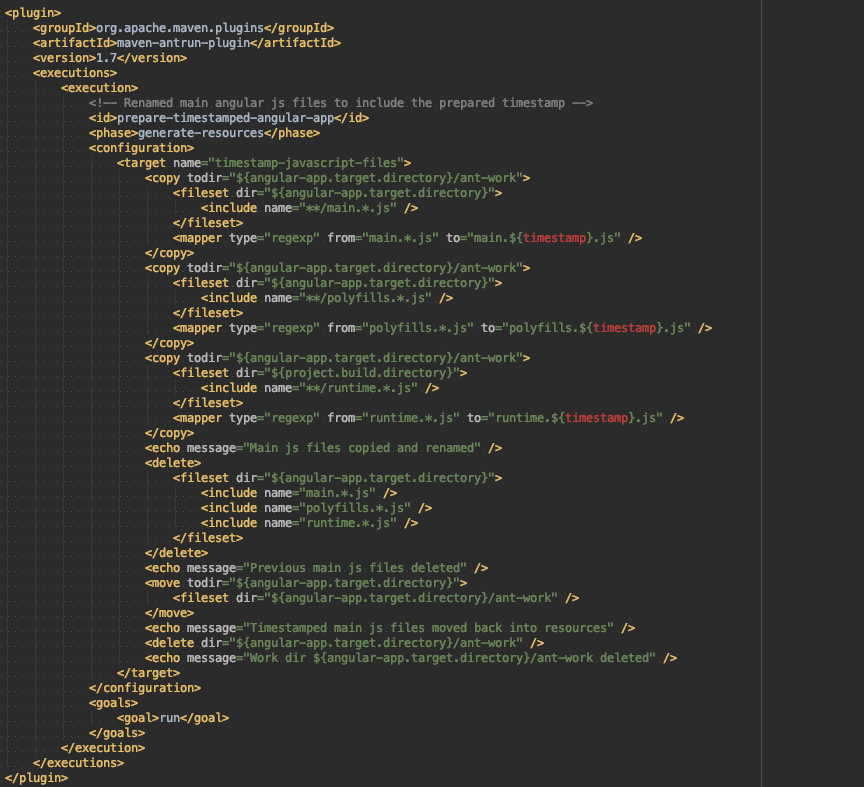 <plugin>
<groupId>org.apache.maven.plugins</groupId>
<artifactId>maven-antrun-plugin</artifactId>
<version>1.7</version>
<executions>
<execution>
<!-- Renamed main angular js files to include the prepared timestamp -->
<id>prepare-timestamped-angular-app</id>
<phase>generate-resources</phase>
<configuration>
<target name="timestamp-javascript-files">
<copy todir="${angular-app.target.directory}/ant-work">
<fileset dir="${angular-app.target.directory}">
<include name="**/main.*.js" />
</fileset>
<mapper type="regexp" from="main.*.js" to="main.${timestamp}.js" />
</copy>
<copy todir="${angular-app.target.directory}/ant-work">
<fileset dir="${angular-app.target.directory}">
<include name="**/polyfills.*.js" />
</fileset>
<mapper type="regexp" from="polyfills.*.js" to="polyfills.${timestamp}.js" />
</copy>
<copy todir="${angular-app.target.directory}/ant-work">
<fileset dir="${project.build.directory}">
<include name="**/runtime.*.js" />
</fileset>
<mapper type="regexp" from="runtime.*.js" to="runtime.${timestamp}.js" />
</copy>
<echo message="Main js files copied and renamed" />
<delete>
<fileset dir="${angular-app.target.directory}">
<include name="main.*.js" />
<include name="polyfills.*.js" />
<include name="runtime.*.js" />
</fileset>
</delete>
<echo message="Previous main js files deleted" />
<move todir="${angular-app.target.directory}">
<fileset dir="${angular-app.target.directory}/ant-work" />
</move>
<echo message="Timestamped main js files moved back into resources" />
<delete dir="${angular-app.target.directory}/ant-work" />
<echo message="Work dir ${angular-app.target.directory}/ant-work deleted" />
</target>
</configuration>
<goals>
<goal>run</goal>
</goals>
</execution>
</executions>
</plugin>